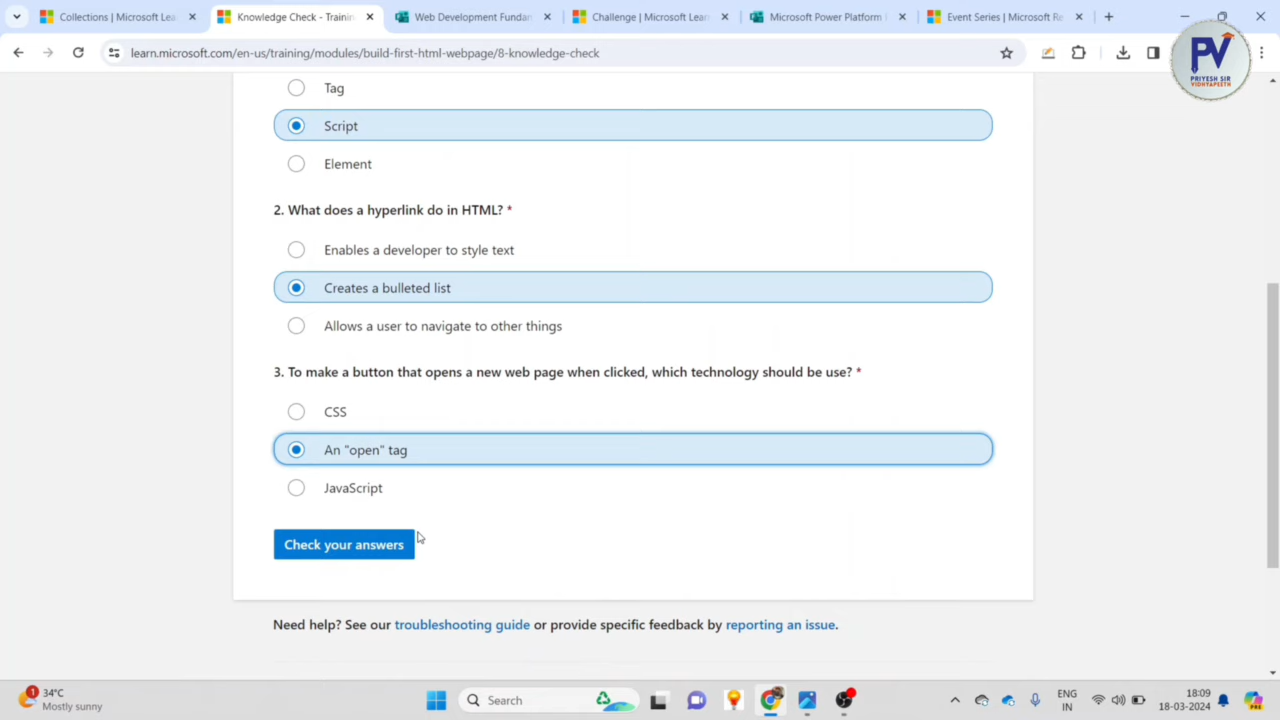 Collections | Microsoft Lea
Knowledge Check - Trainin
Web Development Fundar
Challenge | Microsoft Learn
Microsoft Power Platform
Event Series | Microsoft Re
learn.microsoft.com/en-us/training/modules/build-first-html-webpage/8-knowledge-check
PV
PRIYESH SIR
VIDHYAPEETH
Tag
Script
Element
2. What does a hyperlink do in HTML? *
Enables a developer to style text
Creates a bulleted list
Allows a user to navigate to other things
3. To make a button that opens a new web page when clicked, which technology should be use? *
CSS
An "open" tag
JavaScript
Check your answers
Need help? See our troubleshooting guide or provide specific feedback by reporting an issue.
1
34°C
Mostly sunny
Search
ENG
IN
18:09
18-03-2024